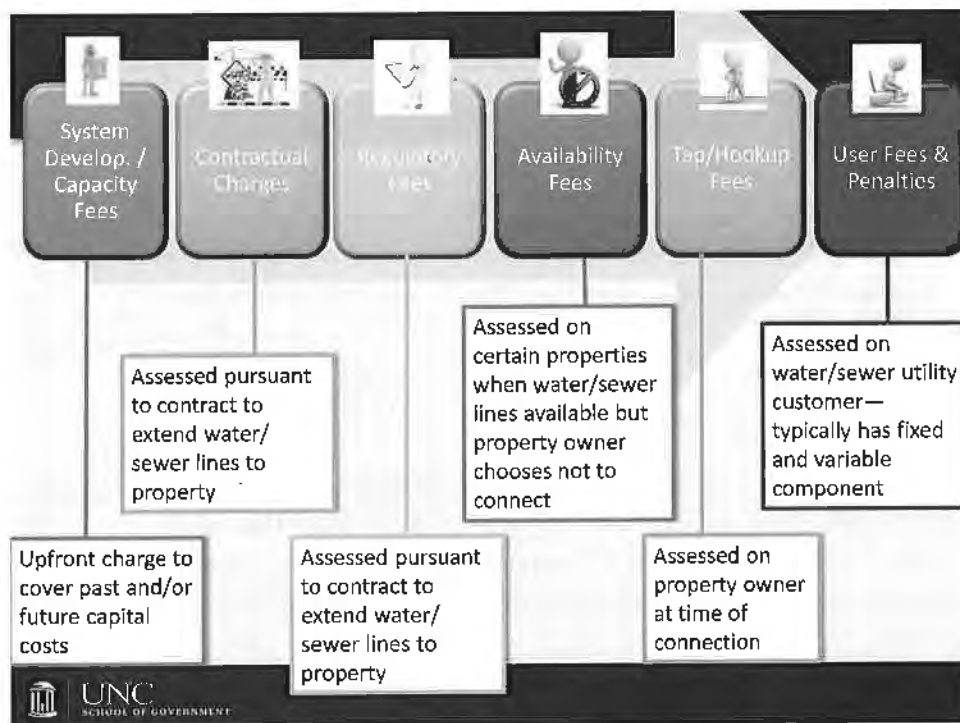 System
Develop. /
Capacity
Fees
Contractual
Charges
Regulatory
Fees
Availability
Fees
Tap/Hookup
Fees
User Fees &
Penalties
Upfront charge to
cover past and/or
future capital
costs
Assessed pursuant
to contract to
extend water/
sewer lines to
property
Assessed pursuant
to contract to
extend water/
sewer lines to
property
Assessed on
certain properties
when water/sewer
lines available but
property owner
chooses not to
connect
Assessed on
property owner
at time of
connection
Assessed on
water/sewer utility
customer—
typically has fixed
and variable
component
UNC
SCHOOL OF GOVERNMENT